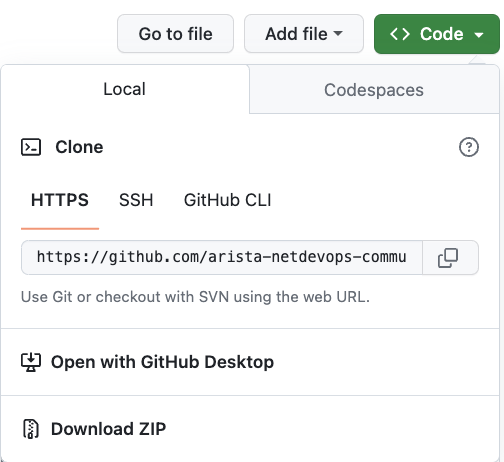 Go to file
Add file
Code
Local
Codespaces
Clone
HTTPS
SSH
GitHub CLI
https://github.com/arista-netdevops-commu
Use Git or checkout with SVN using the web URL.
Open with GitHub Desktop
Download ZIP